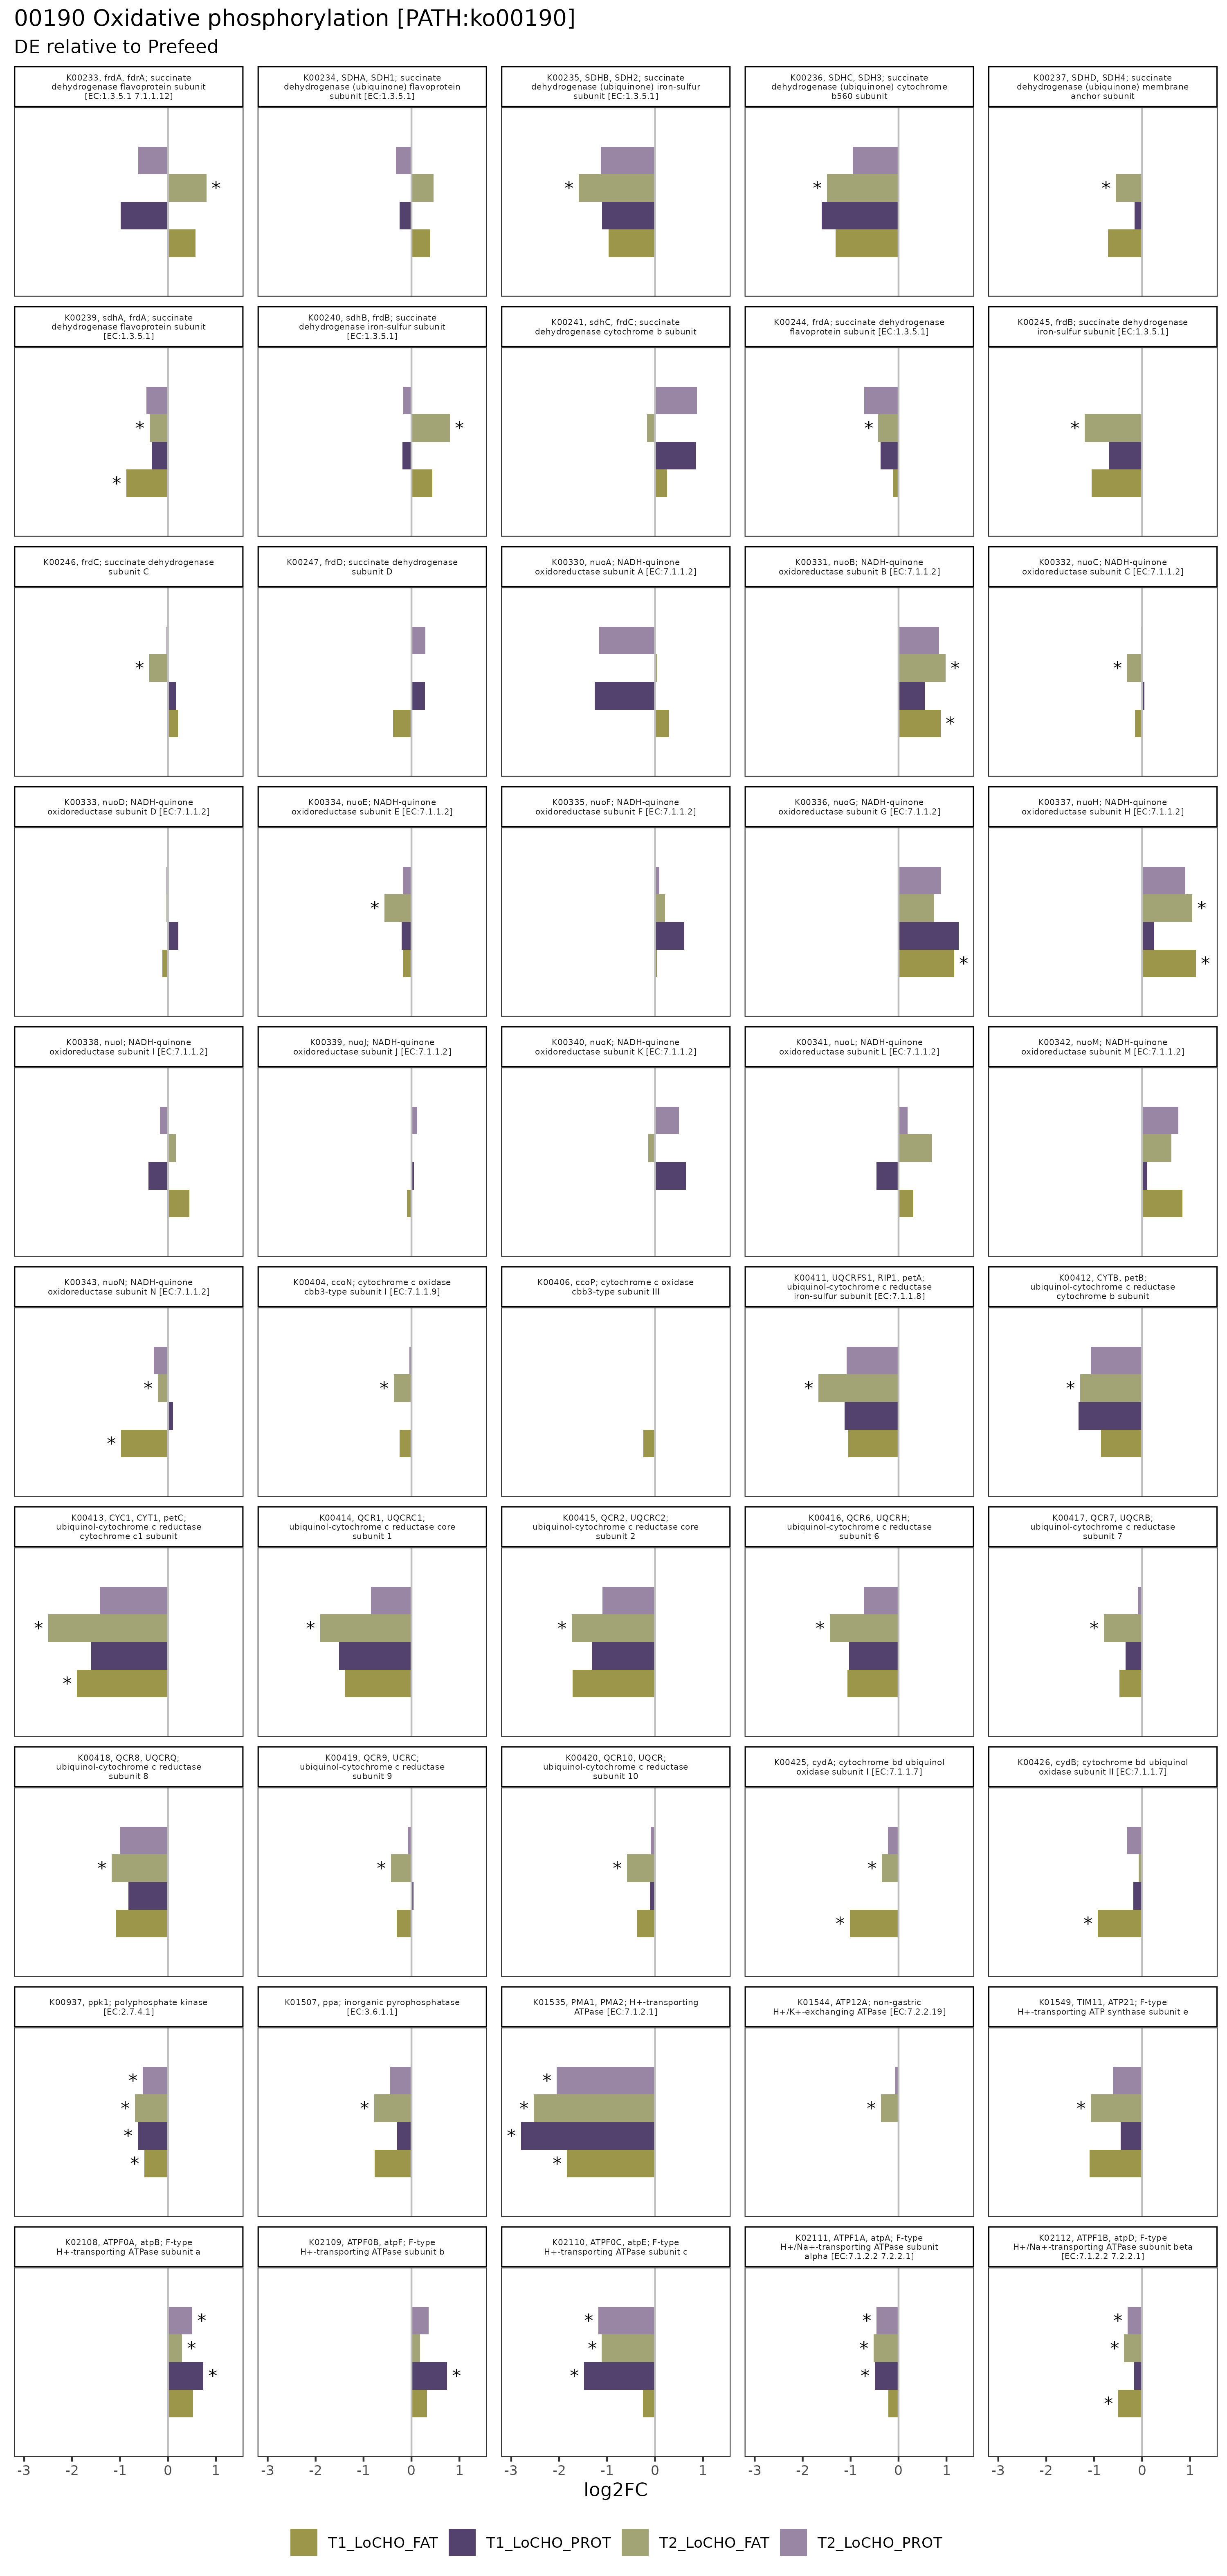 00190 Oxidative phosphorylation [PATH:ko00190]
DE relative to Prefeed
K00233, frdA, fdrA; succinate
dehydrogenase flavoprotein subunit
[EC:1.3.5.1 7.1.1.12]
K00234, SDHA, SDH1; succinate
dehydrogenase (ubiquinone) flavoprotein
subunit [EC:1.3.5.1]
K00235, SDHB, SDH2; succinate
dehydrogenase (ubiquinone) iron-sulfur
subunit [EC:1.3.5.1]
K00236, SDHC, SDH3; succinate
dehydrogenase (ubiquinone) cytochrome
b560 subunit
K00237, SDHD, SDH4; succinate
dehydrogenase (ubiquinone) membrane
anchor subunit
*
*
*
*
K00239, sdhA, frdA; succinate
dehydrogenase flavoprotein subunit
[EC:1.3.5.1]
K00240, sdhB, frdB; succinate
dehydrogenase iron-sulfur subunit
[EC:1.3.5.1]
K00241, sdhC, frdC; succinate
dehydrogenase cytochrome b subunit
K00244, frdA; succinate dehydrogenase
flavoprotein subunit [EC:1.3.5.1]
K00245, frdB; succinate dehydrogenase
iron-sulfur subunit [EC:1.3.5.1]
*
*
*
*
*
K00246, frdC; succinate dehydrogenase
subunit C
K00247, frdD; succinate dehydrogenase
subunit D
K00330, nuoA; NADH-quinone
oxidoreductase subunit A [EC:7.1.1.2]
K00331, nuoB; NADH-quinone
oxidoreductase subunit B [EC:7.1.1.2]
K00332, nuoC; NADH-quinone
oxidoreductase subunit C [EC:7.1.1.2]
*
*
*
*
K00333, nuoD; NADH-quinone
oxidoreductase subunit D [EC:7.1.1.2]
K00334, nuoE; NADH-quinone
oxidoreductase subunit E [EC:7.1.1.2]
K00335, nuoF; NADH-quinone
oxidoreductase subunit F [EC:7.1.1.2]
K00336, nuoG; NADH-quinone
oxidoreductase subunit G [EC:7.1.1.2]
K00337, nuoH; NADH-quinone
oxidoreductase subunit H [EC:7.1.1.2]
*
*
*
*
K00338, nuoI; NADH-quinone
oxidoreductase subunit I [EC:7.1.1.2]
K00339, nuoJ; NADH-quinone
oxidoreductase subunit J [EC:7.1.1.2]
K00340, nuoK; NADH-quinone
oxidoreductase subunit K [EC:7.1.1.2]
K00341, nuoL; NADH-quinone
oxidoreductase subunit L [EC:7.1.1.2]
K00342, nuoM; NADH-quinone
oxidoreductase subunit M [EC:7.1.1.2]
K00343, nuoN; NADH-quinone
oxidoreductase subunit N [EC:7.1.1.2]
K00404, ccoN; cytochrome c oxidase
cbb3-type subunit I [EC:7.1.1.9]
K00406, ccoP; cytochrome c oxidase
cbb3-type subunit III
K00411, UQCRFS1, RIP1, petA;
ubiquinol-cytochrome c reductase
iron-sulfur subunit [EC:7.1.1.8]
K00412, CYTB, petB;
ubiquinol-cytochrome c reductase
cytochrome b subunit
*
*
*
*
*
K00413, CYC1, CYT1, petC;
ubiquinol-cytochrome c reductase
cytochrome c1 subunit
K00414, QCR1, UQCRC1;
ubiquinol-cytochrome c reductase core
subunit 1
K00415, QCR2, UQCRC2;
ubiquinol-cytochrome c reductase core
subunit 2
K00416, QCR6, UQCRH;
ubiquinol-cytochrome c reductase
subunit 6
K00417, QCR7, UQCRB;
ubiquinol-cytochrome c reductase
subunit 7
*
*
*
*
*
*
K00418, QCR8, UQCRQ;
ubiquinol-cytochrome c reductase
subunit 8
K00419, QCR9, UCRC;
ubiquinol-cytochrome c reductase
subunit 9
K00420, QCR10, UQCR;
ubiquinol-cytochrome c reductase
subunit 10
K00425, cydA; cytochrome bd ubiquinol
oxidase subunit I [EC:7.1.1.7]
K00426, cydB; cytochrome bd ubiquinol
oxidase subunit II [EC:7.1.1.7]
*
*
*
*
*
*
K00937, ppk1; polyphosphate kinase
[EC:2.7.4.1]
K01507, ppa; inorganic pyrophosphatase
[EC:3.6.1.1]
K01535, PMA1, PMA2; H+-transporting
ATPase [EC:7.1.2.1]
K01544, ATP12A; non-gastric
H+/K+-exchanging ATPase [EC:7.2.2.19]
K01549, TIM11, ATP21; F-type
H+-transporting ATP synthase subunit e
*
*
*
*
*
*
*
*
*
*
*
K02108, ATPF0A, atpB; F-type
H+-transporting ATPase subunit a
K02109, ATPF0B, atpF; F-type
H+-transporting ATPase subunit b
K02110, ATPF0C, atpE; F-type
H+-transporting ATPase subunit c
K02111, ATPF1A, atpA; F-type
H+/Na+-transporting ATPase subunit
alpha [EC:7.1.2.2 7.2.2.1]
K02112, ATPF1B, atpD; F-type
H+/Na+-transporting ATPase subunit beta
[EC:7.1.2.2 7.2.2.1]
*
*
*
*
*
*
*
*
*
*
*
*
*
-3 -2 -1 0 1
-3 -2 -1 0 1
-3 -2 -1 0 1
-3 -2 -1 0 1
-3 -2 -1 0 1
log2FC
T1_LoCHO_FAT T1_LoCHO_PROT T2_LoCHO_FAT T2_LoCHO_PROT